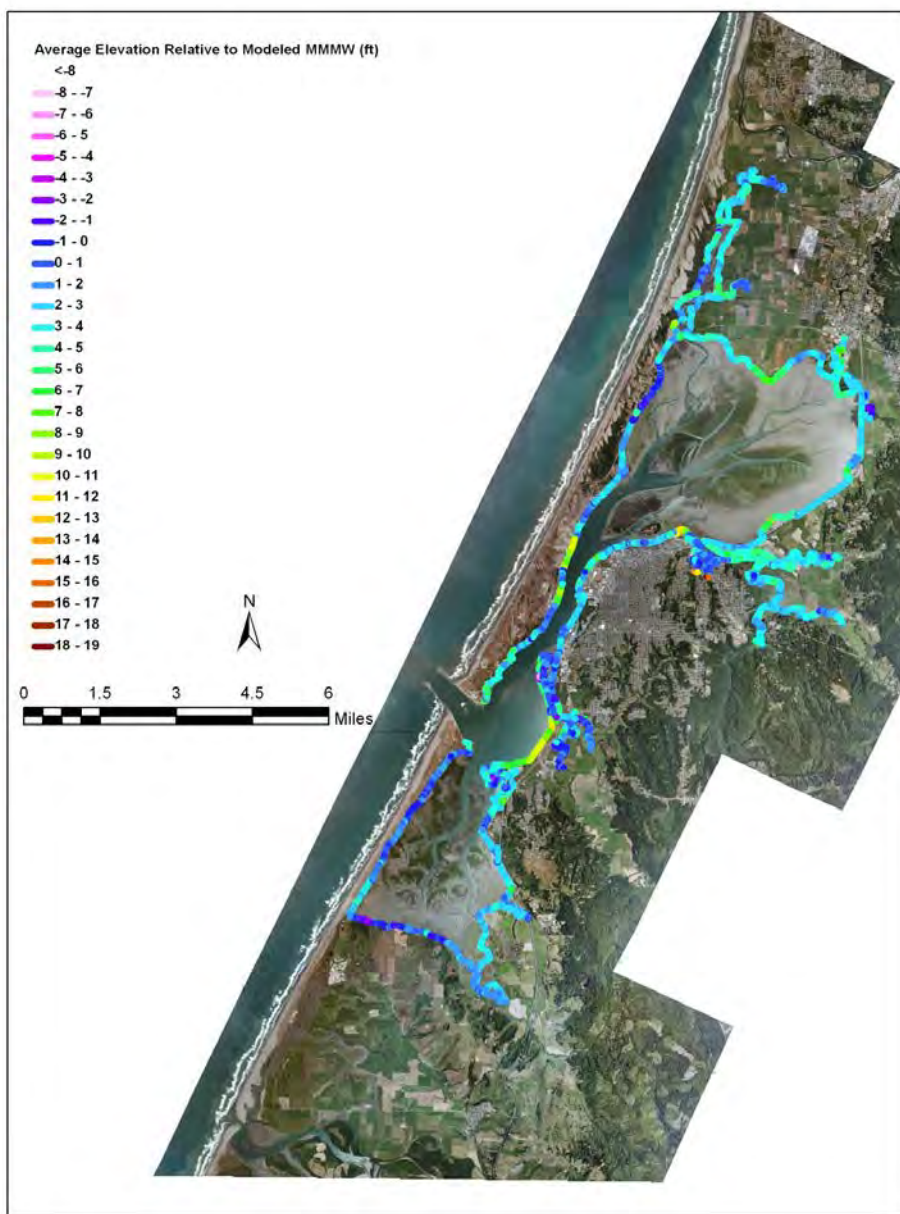 Average Elevation Relative to Modeled MMMW (ft)
<-8
-8 - -7
-7 - -6
-6 - 5
-5 - -4
-4 - -3
-3 - -2
-2 - -1
-1 - 0
0 - 1
1 - 2
2 - 3
3 - 4
4 - 5
5 - 6
6 - 7
7 - 8
8 - 9
9 - 10
10 - 11
11 - 12
12 - 13
13 - 14
14 - 15
15 - 16
16 - 17
17 - 18
18 - 19
N
0 1.5 3 4.5 6
Miles